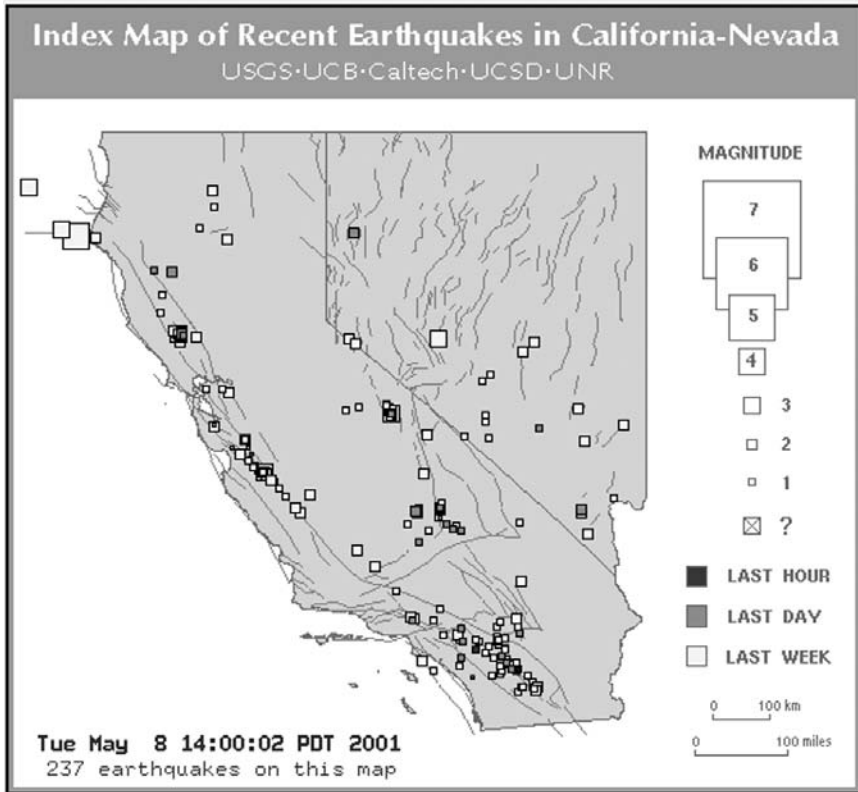 Index Map of Recent Earthquakes in California-Nevada
USGS·UCB·Caltech·UCSD·UNR
MAGNITUDE
7
6
5
4
3
2
1
?
LAST HOUR
LAST DAY
LAST WEEK
0 100 km
0 100 miles
Tue May 8 14:00:02 PDT 2001
237 earthquakes on this map